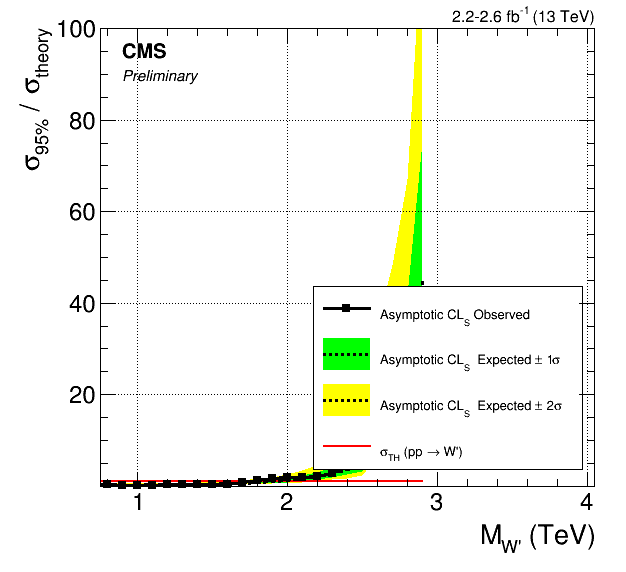 2.2-2.6 fb⁻¹ (13 TeV)
CMS
Preliminary
σ95% / σtheory
100
80
60
40
20
Asymptotic CLS Observed
Asymptotic CLS Expected ± 1σ
Asymptotic CLS Expected ± 2σ
σTH (pp → W')
1 2 3 4
MW' (TeV)